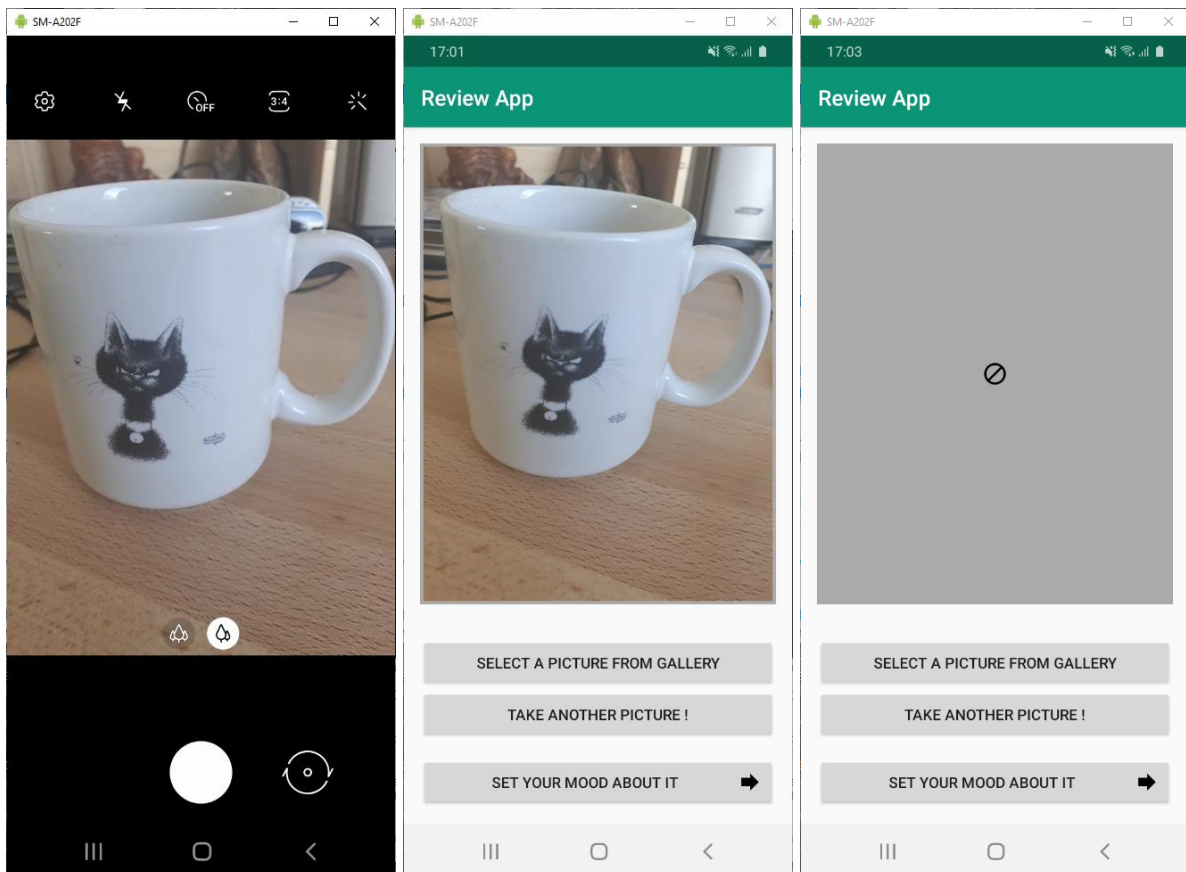 SM-A202F
OFF
3:4
SM-A202F
17:01
Review App
SELECT A PICTURE FROM GALLERY
TAKE ANOTHER PICTURE !
SET YOUR MOOD ABOUT IT
SM-A202F
17:03
Review App
SELECT A PICTURE FROM GALLERY
TAKE ANOTHER PICTURE !
SET YOUR MOOD ABOUT IT